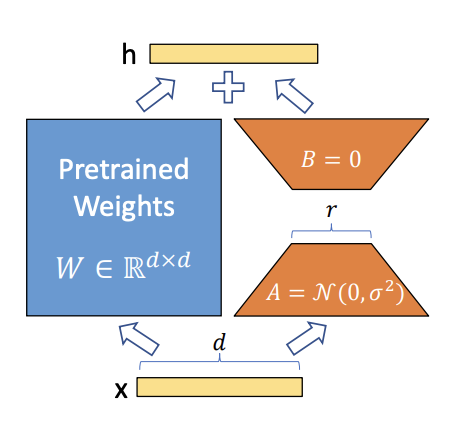 h
Pretrained
Weights
W ∈ ℝ^{d×d}
B = 0
r
A = 𝒩(0, σ²)
d
x